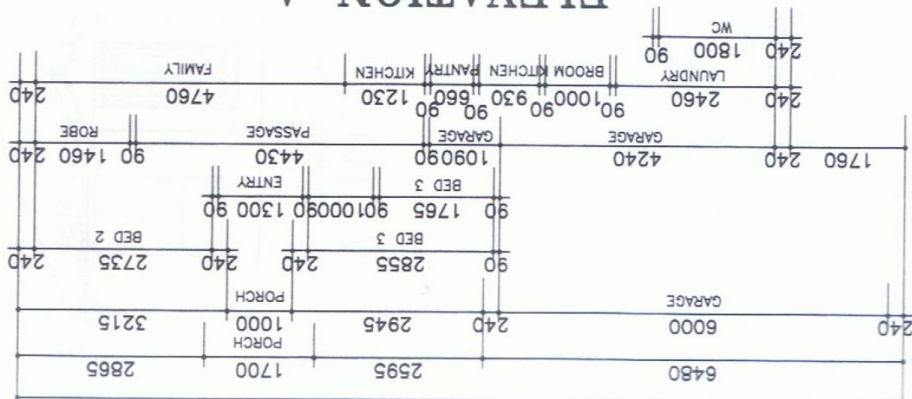 6480 2595 1700 2865
PORCH
240 6000 240 2945 1000 3215
GARAGE PORCH
90 2855 240 240 2735 240
BED 3 BED 2
90 1765 90 1000 90 1300 90
BED 3 ENTRY
1760 240 4240 1090 90 4430 90 1460 240
GARAGE GARAGE PASSAGE ROBE
240 2460 90 1000 90 930 90 660 90 1230 4760 240
LAUNDRY BROOM KITCHEN PANTRY KITCHEN FAMILY
240 1800 90
WC
ELEVATION A